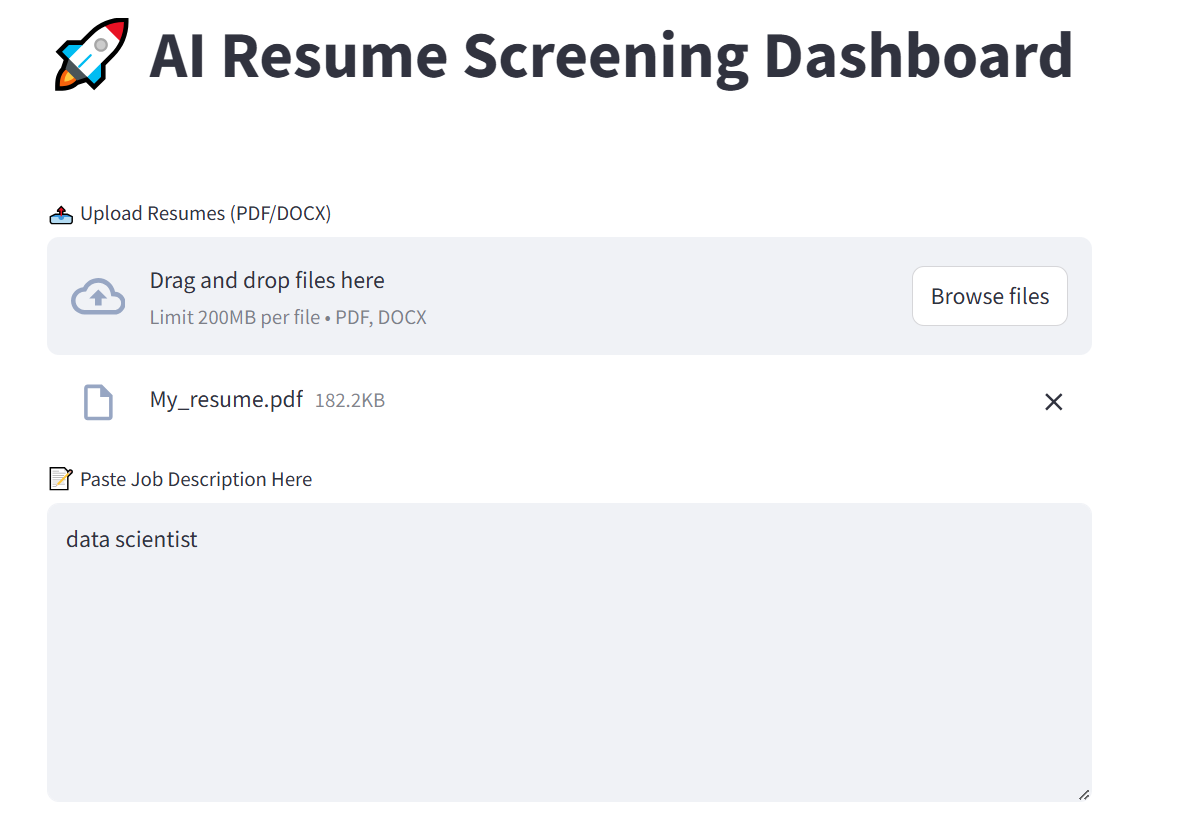 AI Resume Screening Dashboard
Upload Resumes (PDF/DOCX)
Drag and drop files here
Limit 200MB per file • PDF, DOCX
Browse files
My_resume.pdf 182.2KB
Paste Job Description Here
data scientist